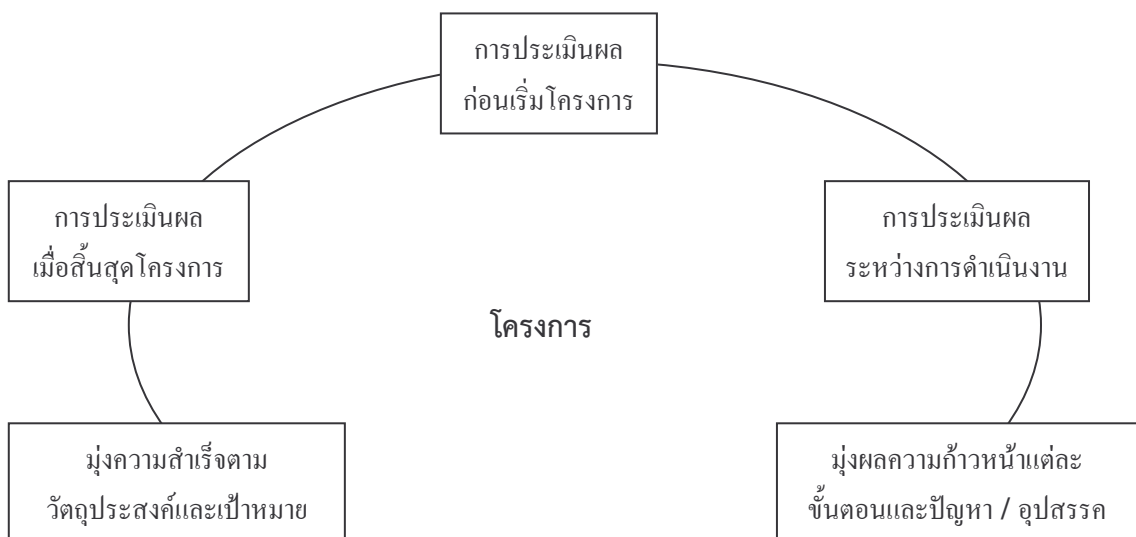 การประเมินผล
ก่อนเริ่มโครงการ
การประเมินผล
เมื่อสิ้นสุดโครงการ
การประเมินผล
ระหว่างการดำเนินงาน
โครงการ
มุ่งความสำเร็จตาม
วัตถุประสงค์และเป้าหมาย
มุ่งผลความก้าวหน้าแต่ละ
ขั้นตอนและปัญหา / อุปสรรค